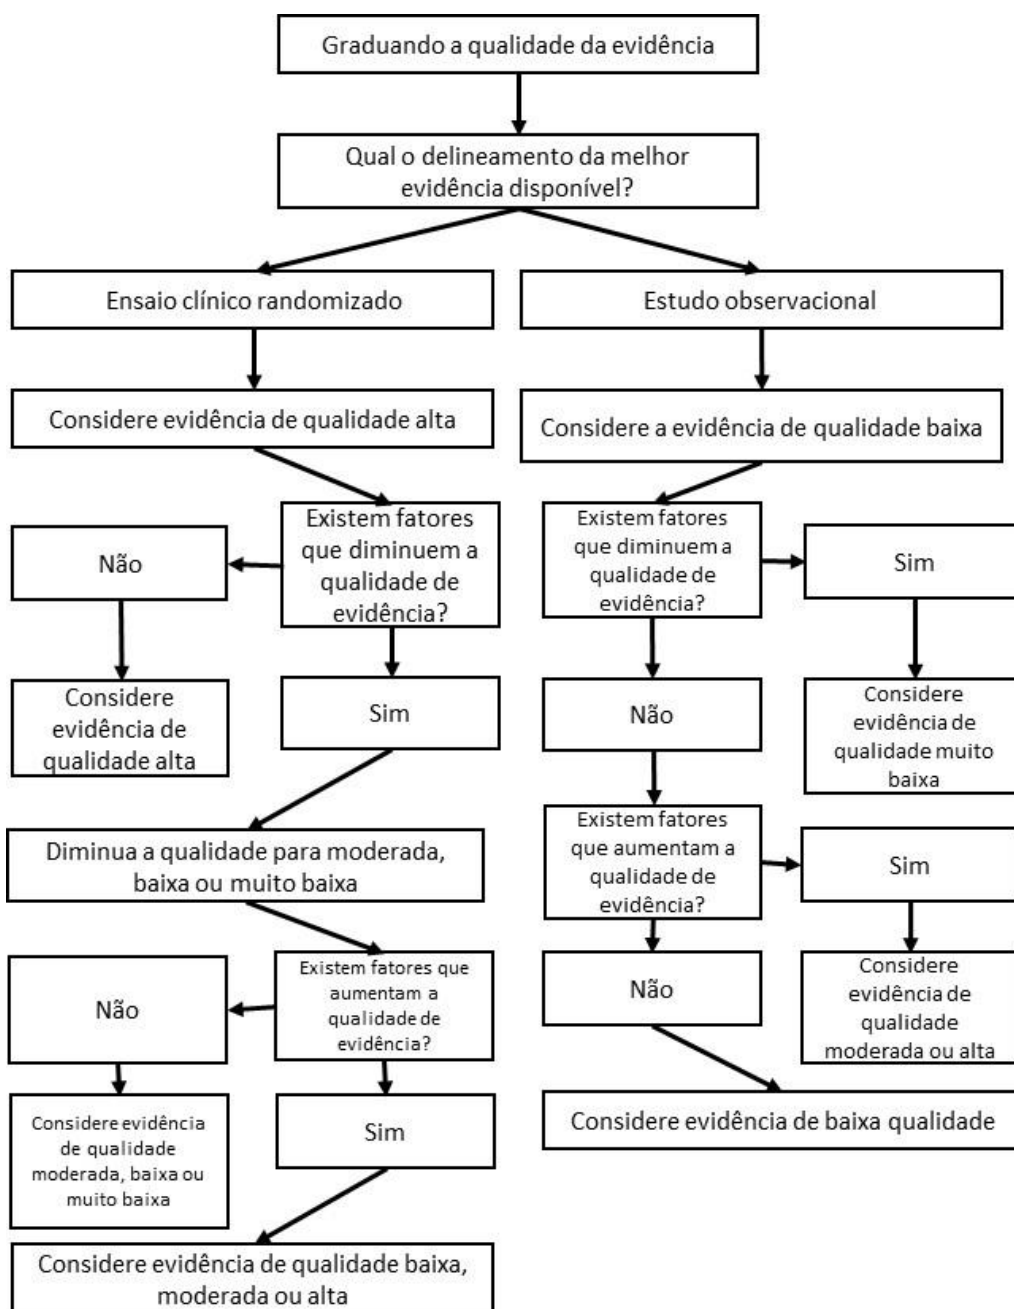 Graduando a qualidade da evidência
Qual o delineamento da melhor
evidência disponível?
Ensaio clínico randomizado
Estudo observacional
Considere evidência de qualidade alta
Considere a evidência de qualidade baixa
Existem fatores
que diminuem a
qualidade de
evidência?
Não
Existem fatores
que diminuem a
qualidade de
evidência?
Sim
Considere
evidência de
qualidade alta
Sim
Não
Considere
evidência de
qualidade muito
baixa
Diminua a qualidade para moderada,
baixa ou muito baixa
Existem fatores
que aumentam a
qualidade de
evidência?
Sim
Não
Existem fatores que
aumentam a
qualidade de
evidência?
Não
Considere
evidência de
qualidade
moderada ou alta
Considere evidência
de qualidade
moderada, baixa ou
muito baixa
Sim
Considere evidência de baixa qualidade
Considere evidência de qualidade baixa,
moderada ou alta